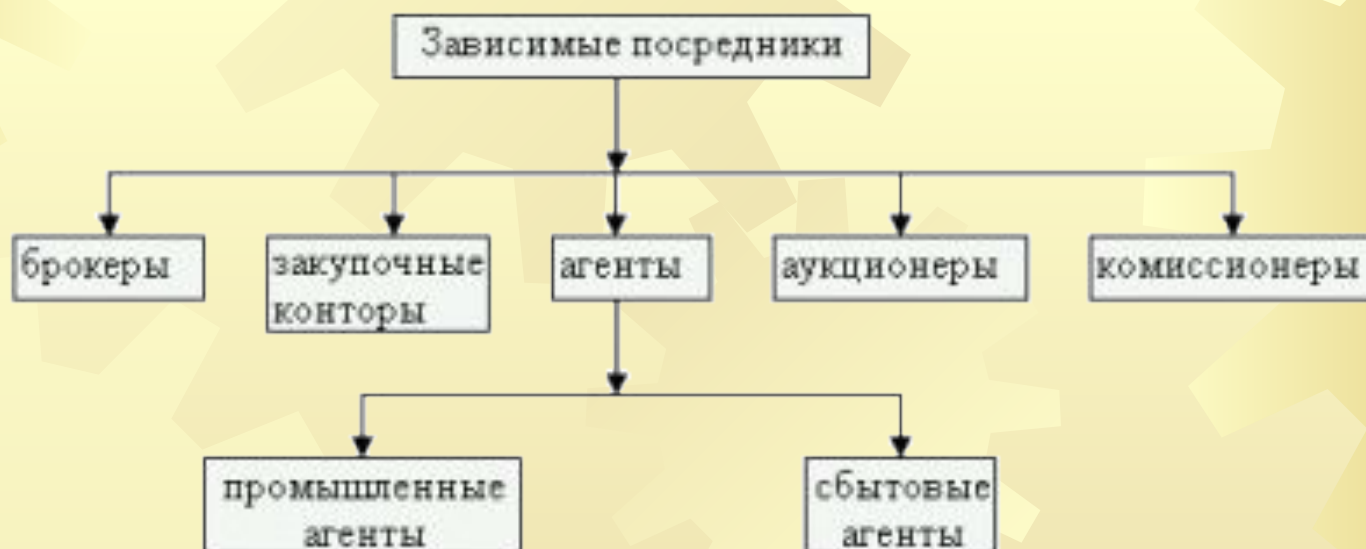 Зависимые посредники
брокеры
закупочные
конторы
агенты
аукционеры
комиссионеры
промышленные
агенты
сбытовые
агенты